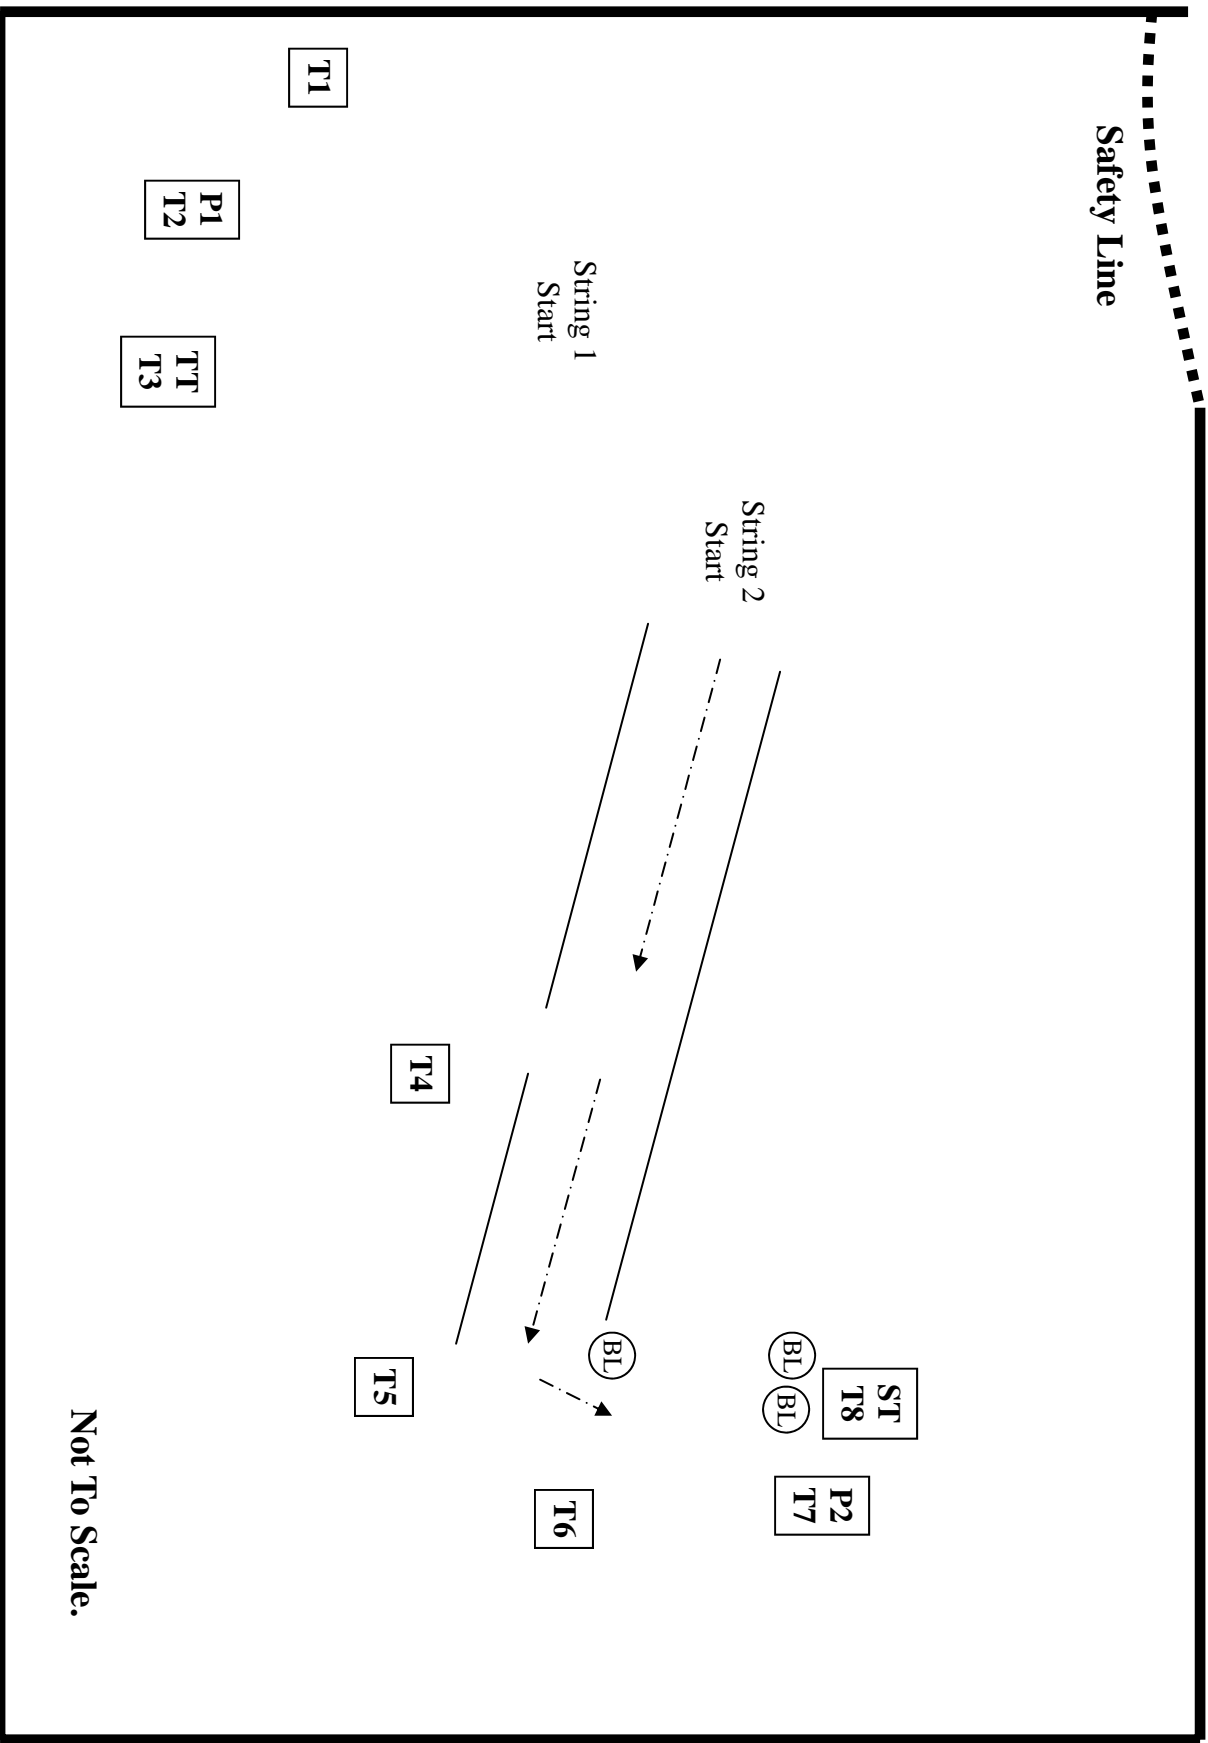 Safety Line
ST
T8
P2
T7
BL
BL
String 2
Start
BL
String 1
Start
T6
T4
T5
T1
P1
T2
TT
T3
Not To Scale.